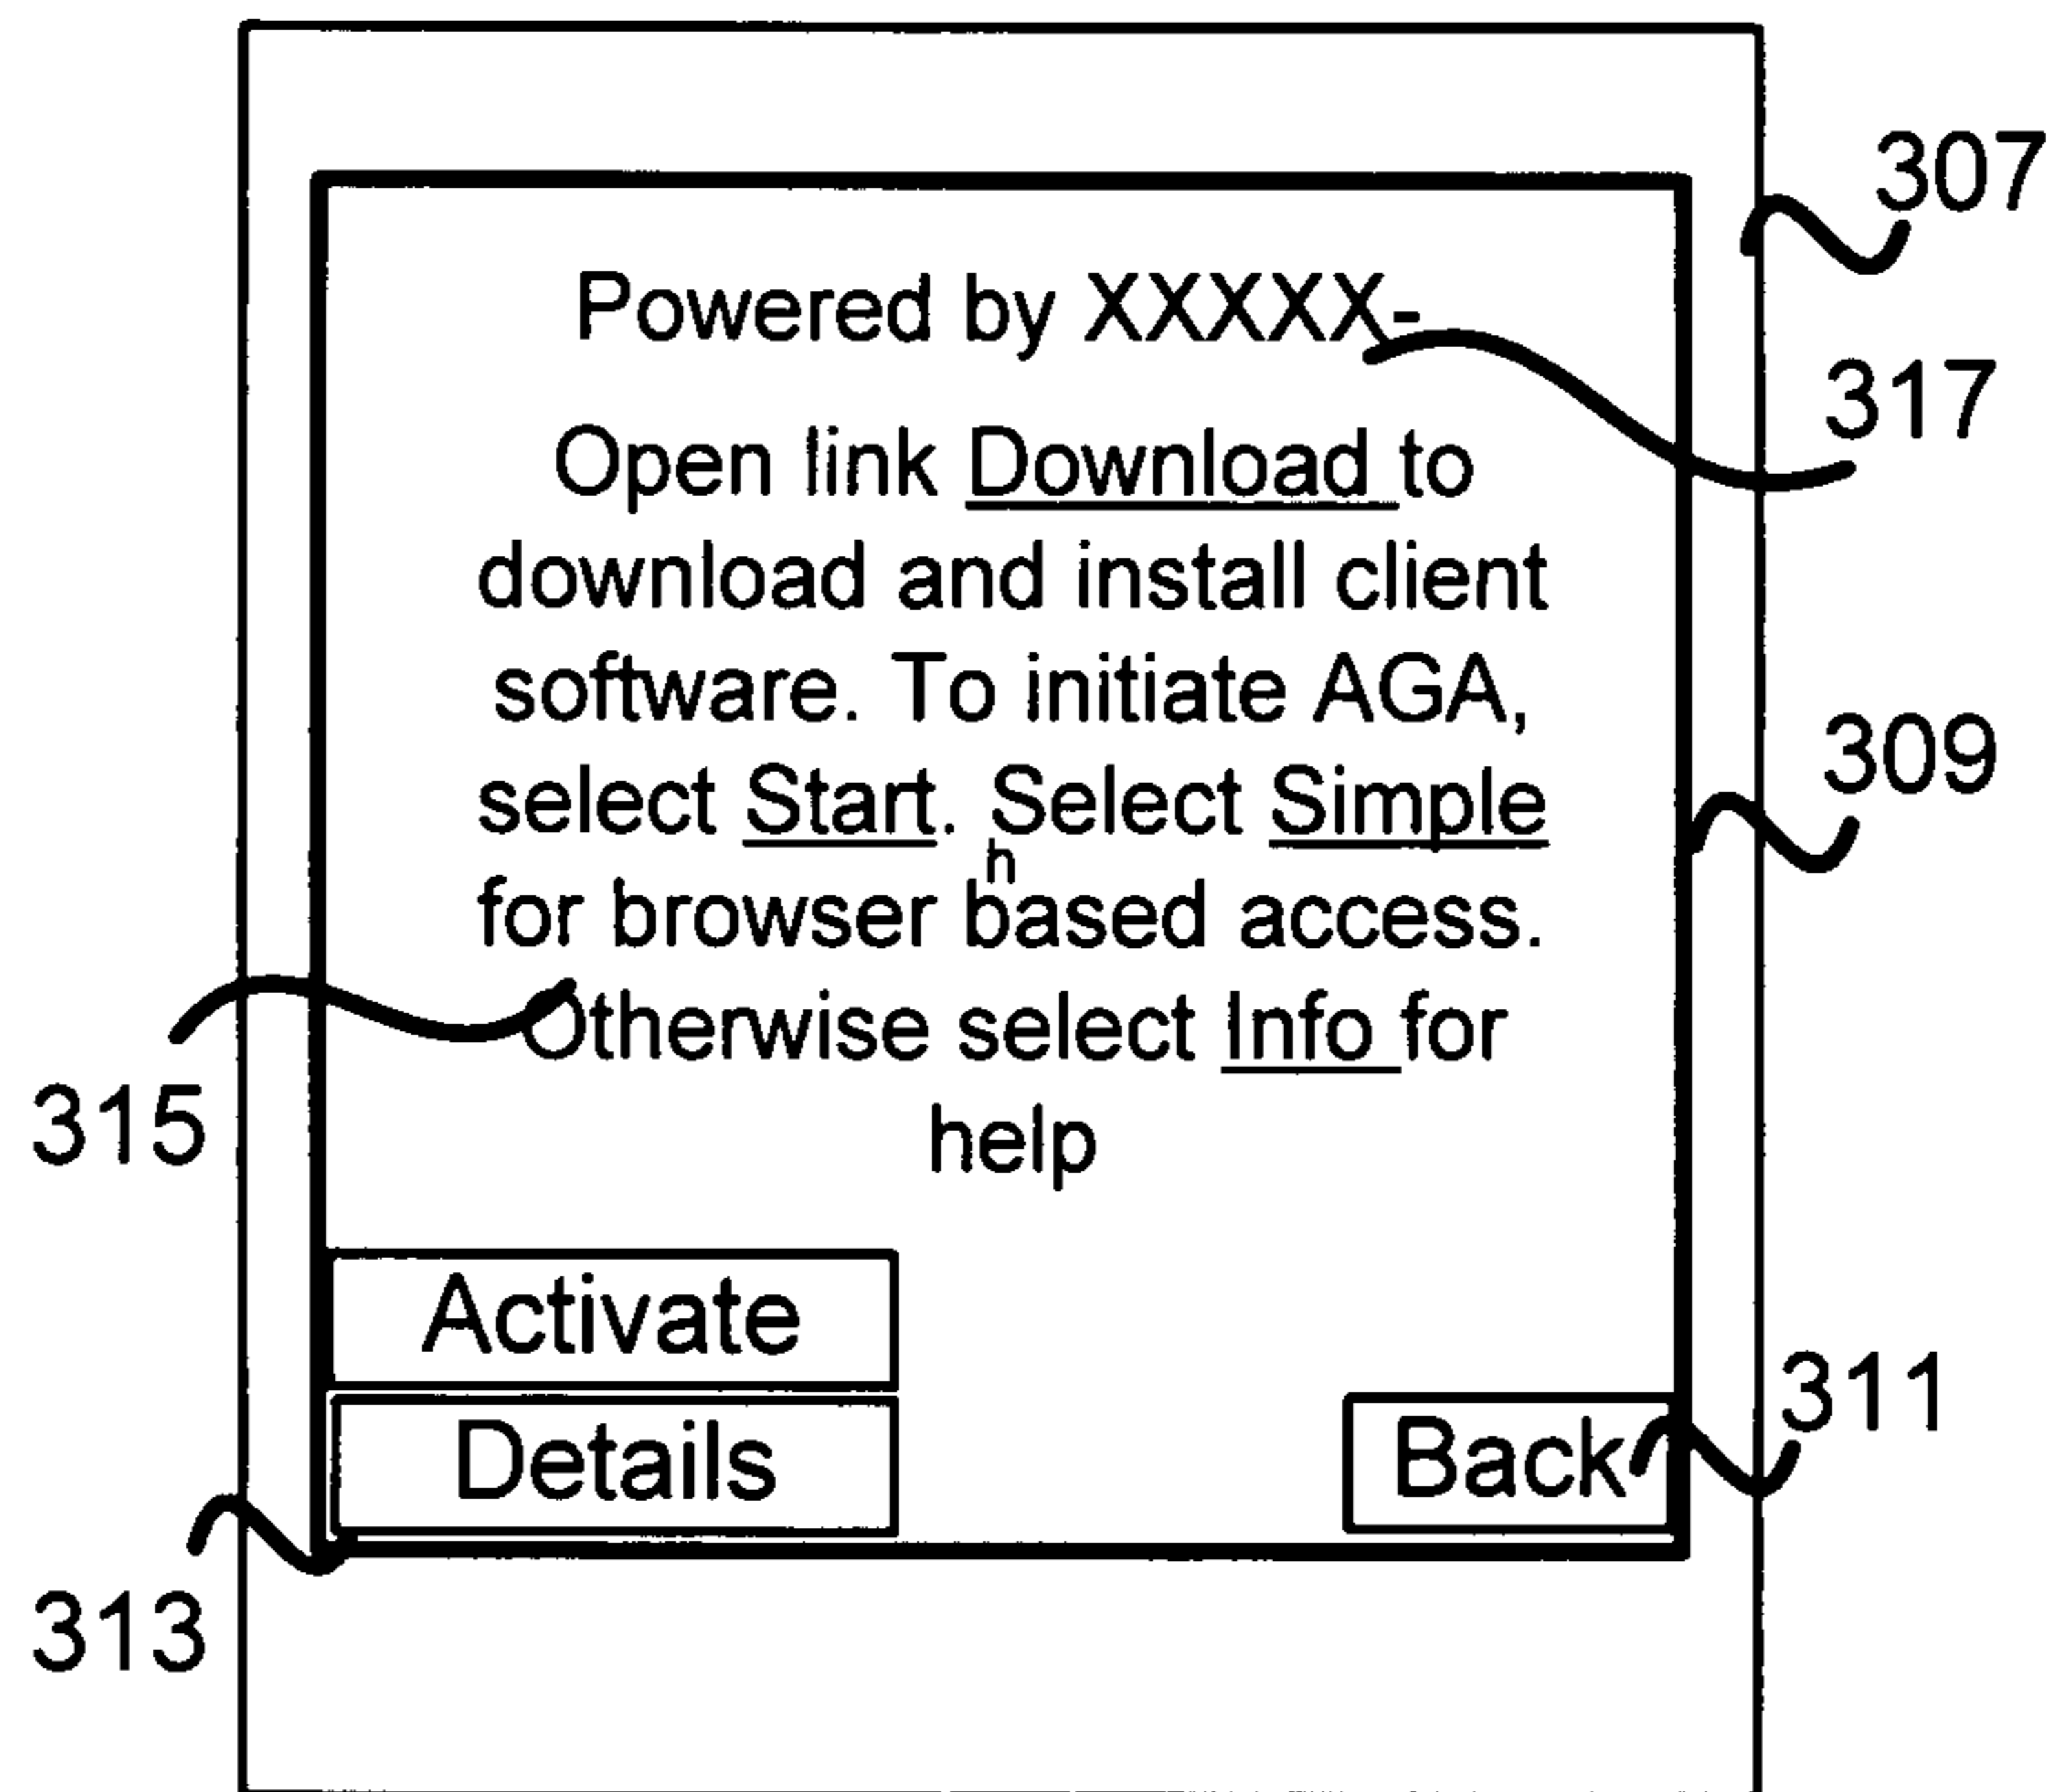 307
Powered by XXXXX-
317
Open link Download to
download and install client
software. To initiate AGA,
309
select Start. Select Simple
h
for browser based access.
Otherwise select Info for
315
help
Activate
311
Details
Back
313